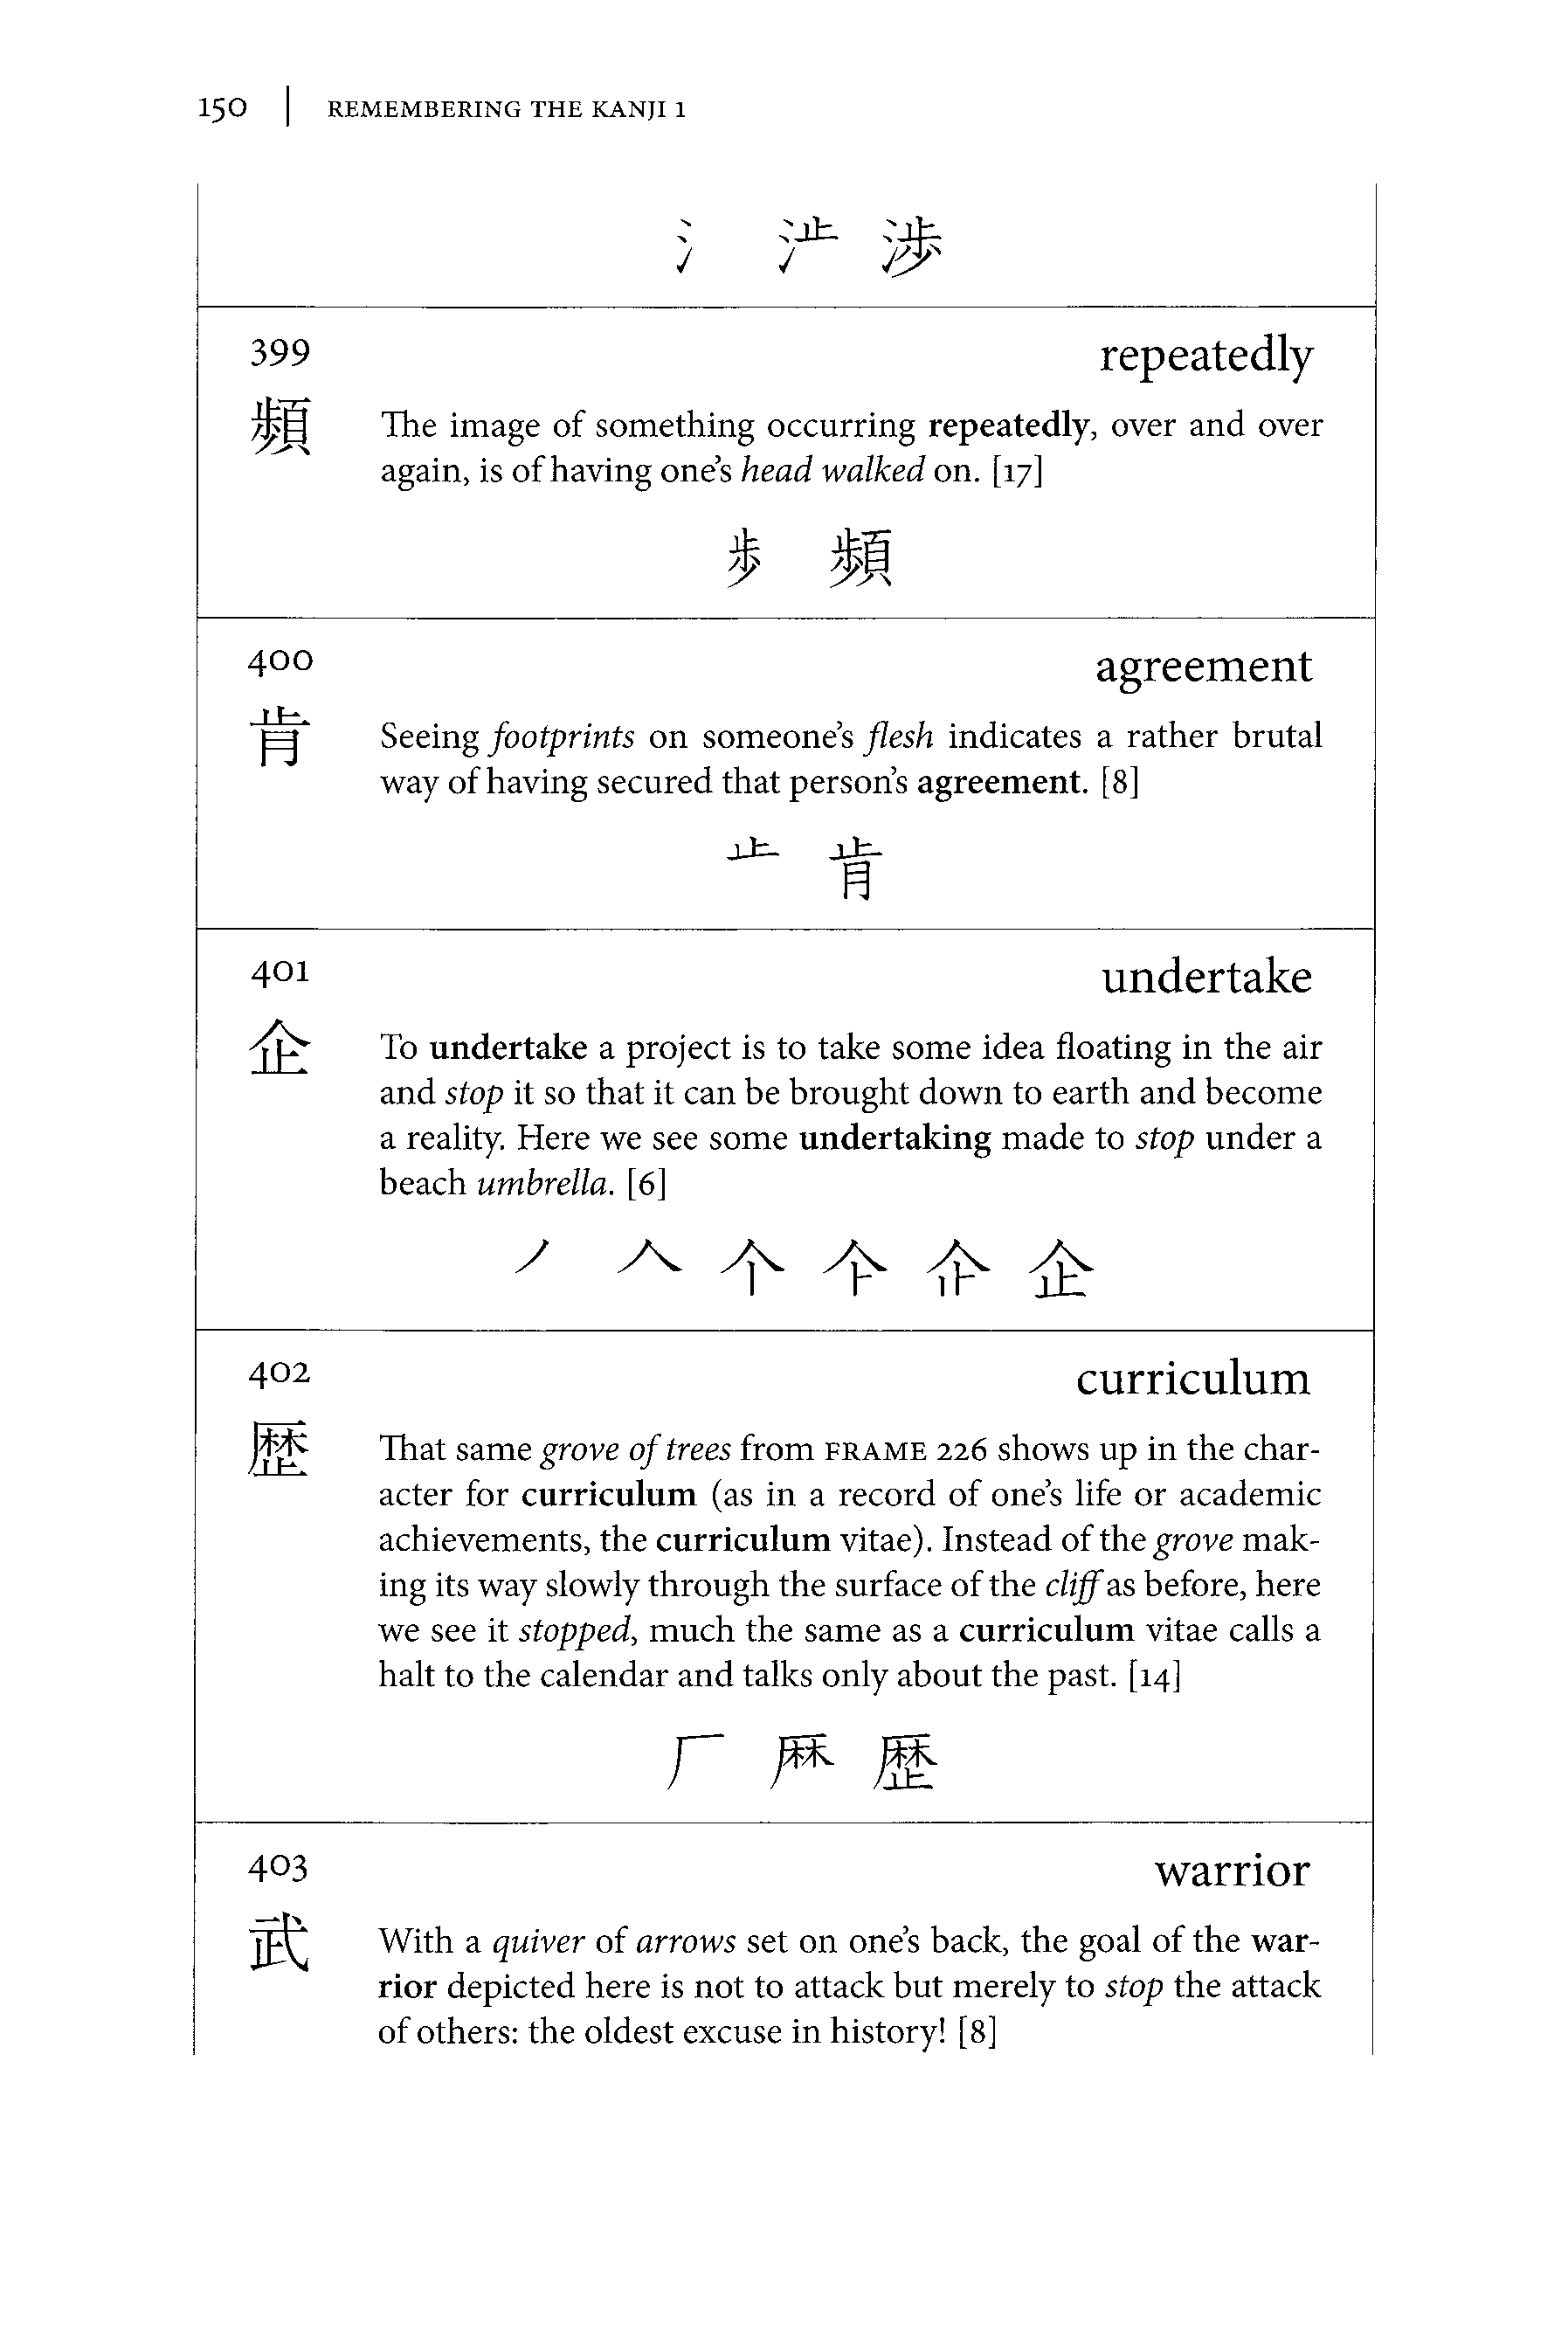 150 | REMEMBERING THE KANJI 1
氵 沚 渉
399 repeatedly
頻 The image of something occurring repeatedly, over and over
again, is of having one's head walked on. [17]
歩 頻
400 agreement
肯 Seeing footprints on someone's flesh indicates a rather brutal
way of having secured that person's agreement. [8]
止 肯
401 undertake
企 To undertake a project is to take some idea floating in the air
and stop it so that it can be brought down to earth and become
a reality. Here we see some undertaking made to stop under a
beach umbrella. [6]
ノ 𠆢 个 企
402 curriculum
歴 That same grove of trees from FRAME 226 shows up in the char-
acter for curriculum (as in a record of one's life or academic
achievements, the curriculum vitae). Instead of the grove mak-
ing its way slowly through the surface of the cliff as before, here
we see it stopped, much the same as a curriculum vitae calls a
halt to the calendar and talks only about the past. [14]
厂 厤 歴
403 warrior
武 With a quiver of arrows set on one's back, the goal of the war-
rior depicted here is not to attack but merely to stop the attack
of others: the oldest excuse in history! [8]